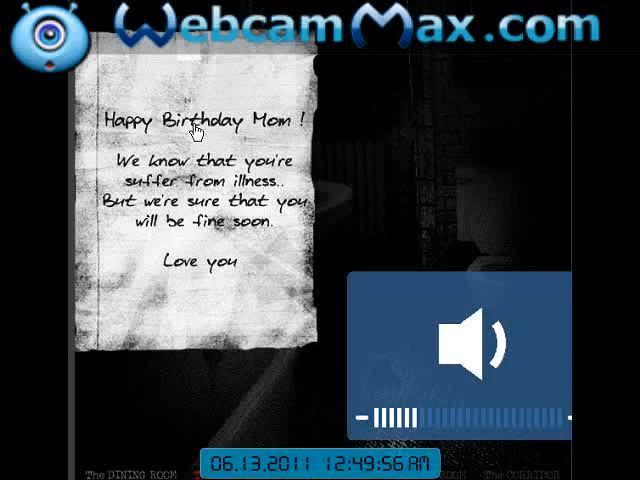 WebcamMax.com
Happy Birthday Mom !
We know that you're
suffer from illness..
But we're sure that you
will be fine soon.
Love you
The DINING ROOM
06.13.2011 12:49:56 AM
ROOM
The CORRIDOR